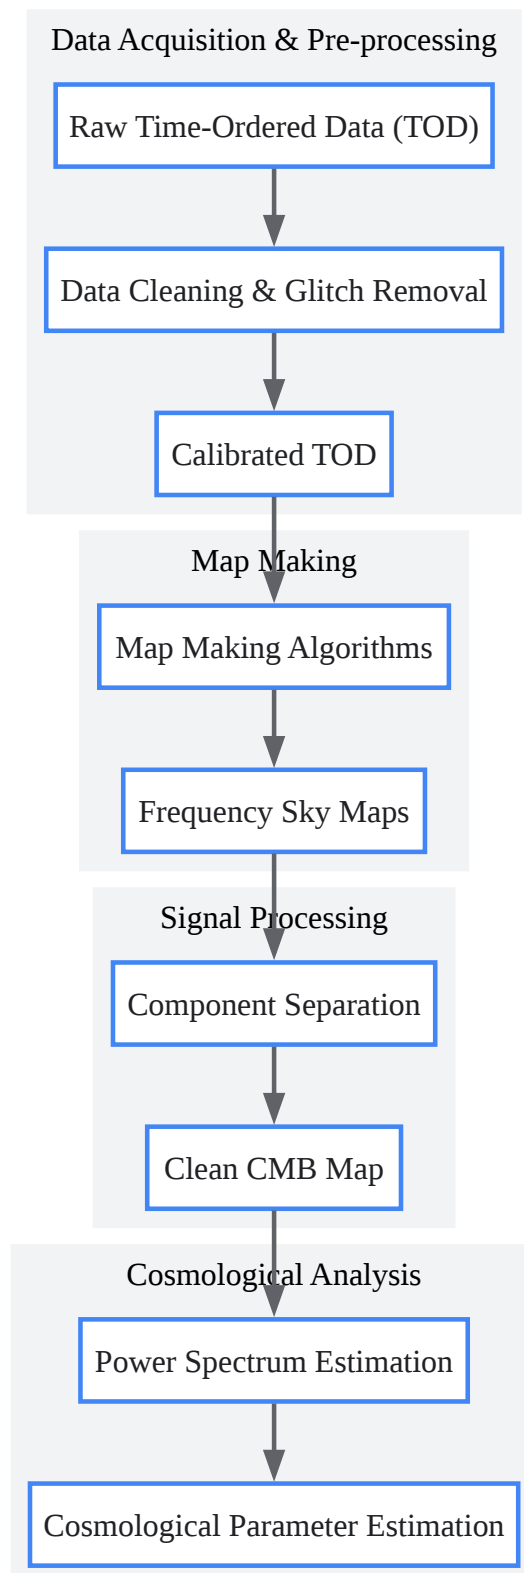 Data Acquisition & Pre-processing
Raw Time-Ordered Data (TOD)
Data Cleaning & Glitch Removal
Calibrated TOD
Map Making
Map Making Algorithms
Frequency Sky Maps
Signal Processing
Component Separation
Clean CMB Map
Cosmological Analysis
Power Spectrum Estimation
Cosmological Parameter Estimation